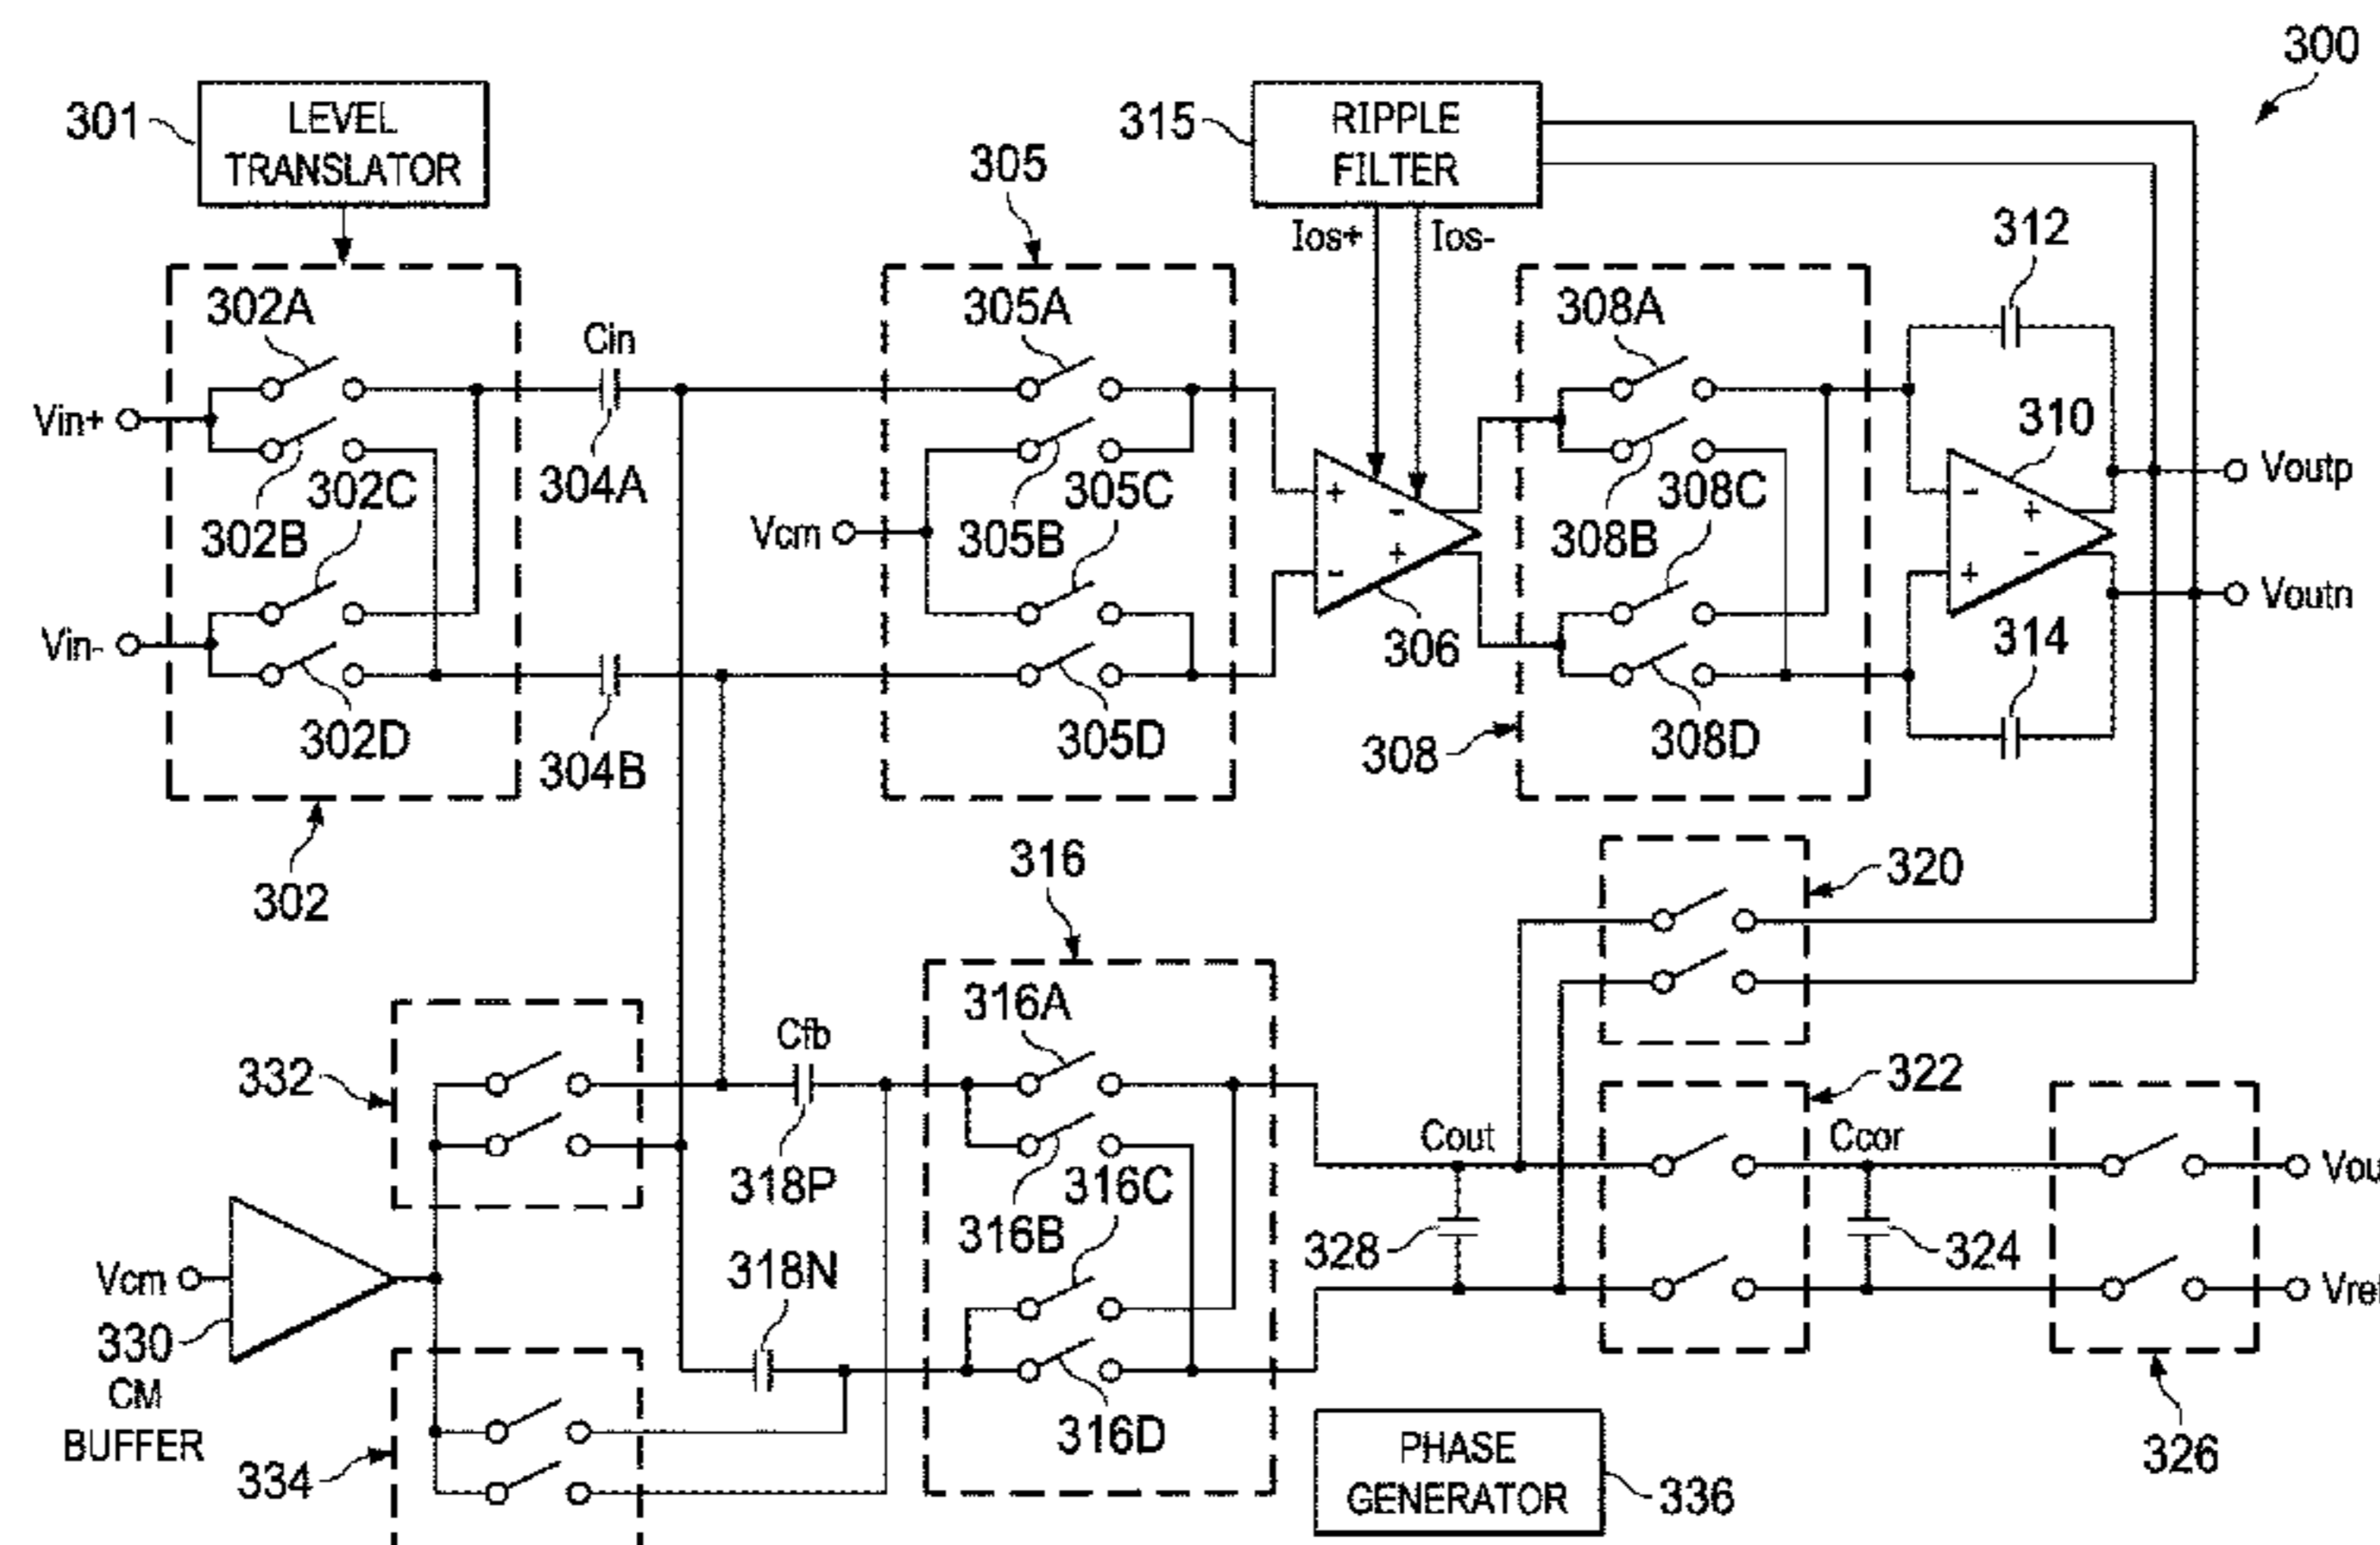 300
301
LEVEL
TRANSLATOR
315
RIPPLE
FILTER
305
Ios+
Ios-
312
302A
Cin
305A
308A
Vin+
304A
302C
302B
305C
305B
Vcm
308C
308B
310
Voutp
Voutn
+
-
-
+
-
+
+
-
306
Vin-
302D
304B
305D
308
308D
314
302
316
320
332
Cfb
316A
322
318P
316C
316B
Cout
Ccor
Vou
328
324
318N
Vcm
330
CM
BUFFER
Vref
334
316D
PHASE
GENERATOR
336
326